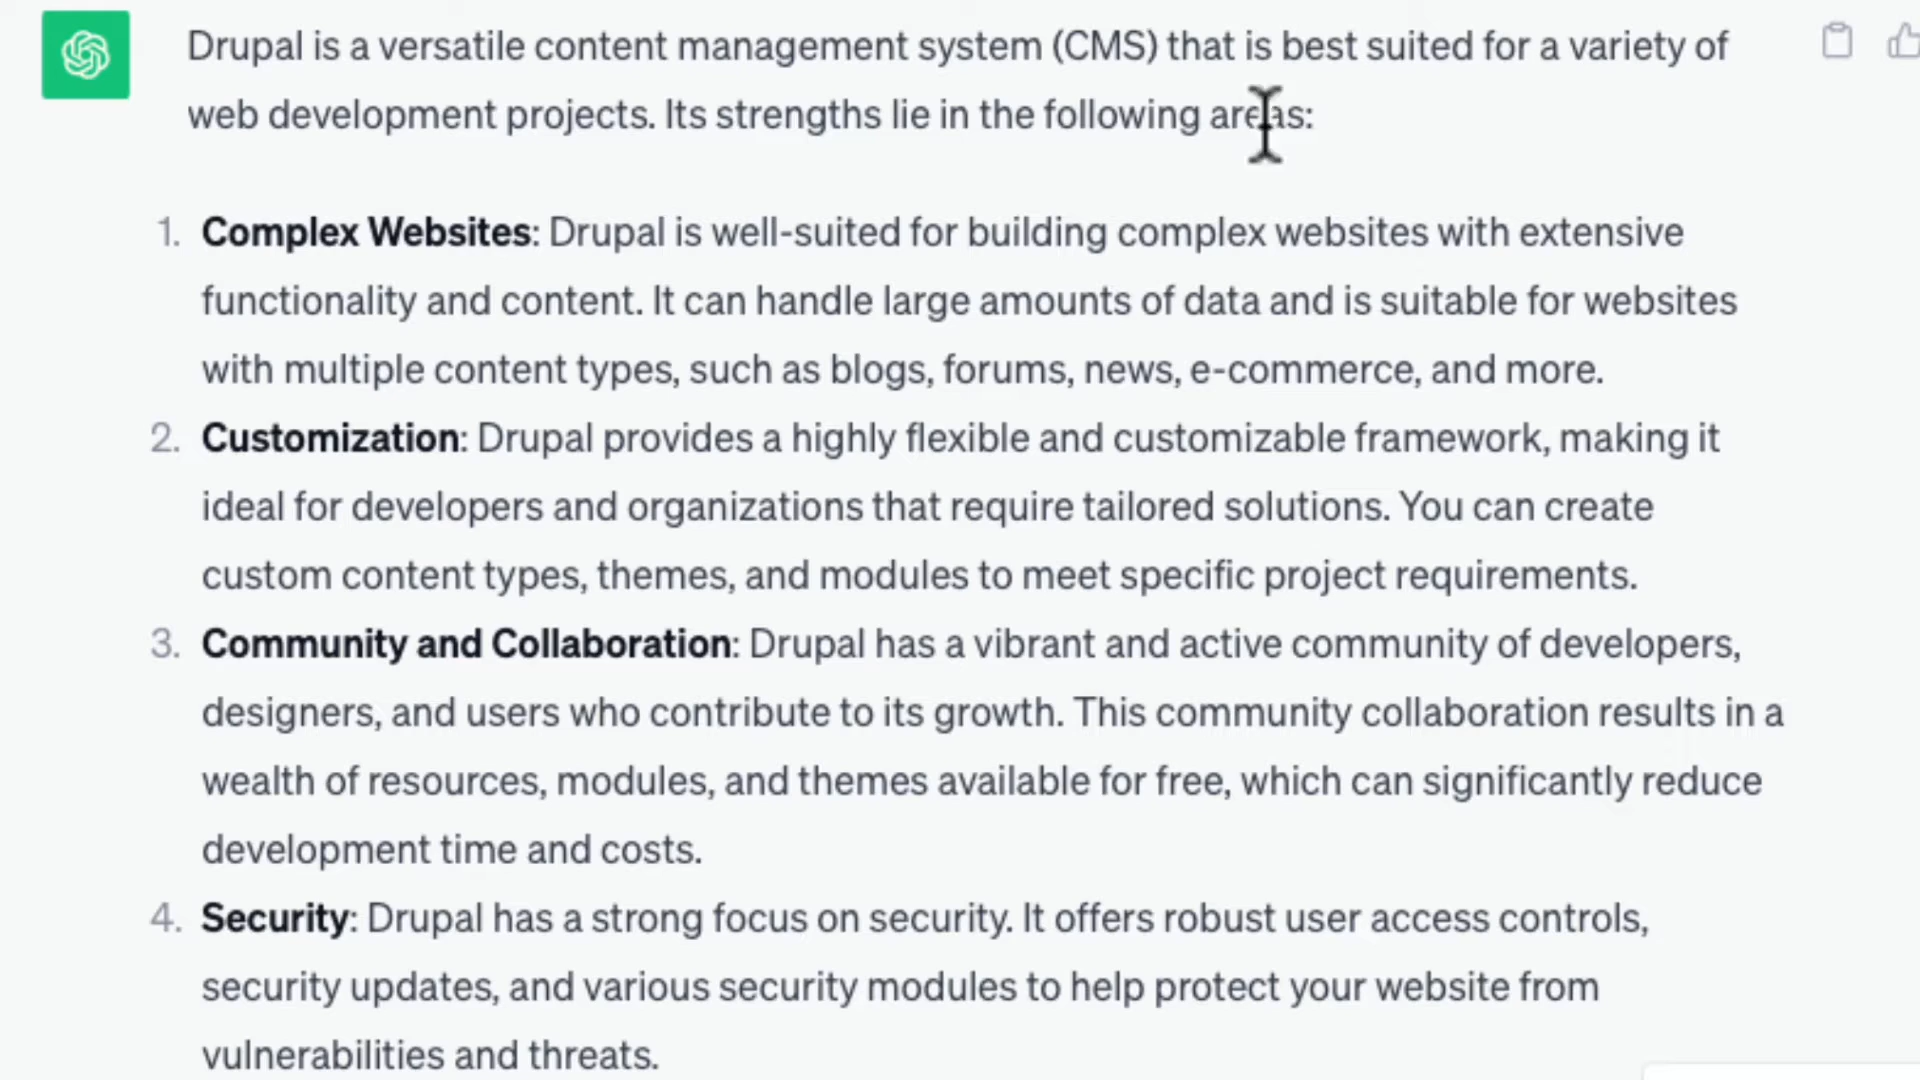 Drupal is a versatile content management system (CMS) that is best suited for a variety of
web development projects. Its strengths lie in the following areas:
1. Complex Websites: Drupal is well-suited for building complex websites with extensive
functionality and content. It can handle large amounts of data and is suitable for websites
with multiple content types, such as blogs, forums, news, e-commerce, and more.
2. Customization: Drupal provides a highly flexible and customizable framework, making it
ideal for developers and organizations that require tailored solutions. You can create
custom content types, themes, and modules to meet specific project requirements.
3. Community and Collaboration: Drupal has a vibrant and active community of developers,
designers, and users who contribute to its growth. This community collaboration results in a
wealth of resources, modules, and themes available for free, which can significantly reduce
development time and costs.
4. Security: Drupal has a strong focus on security. It offers robust user access controls,
security updates, and various security modules to help protect your website from
vulnerabilities and threats.